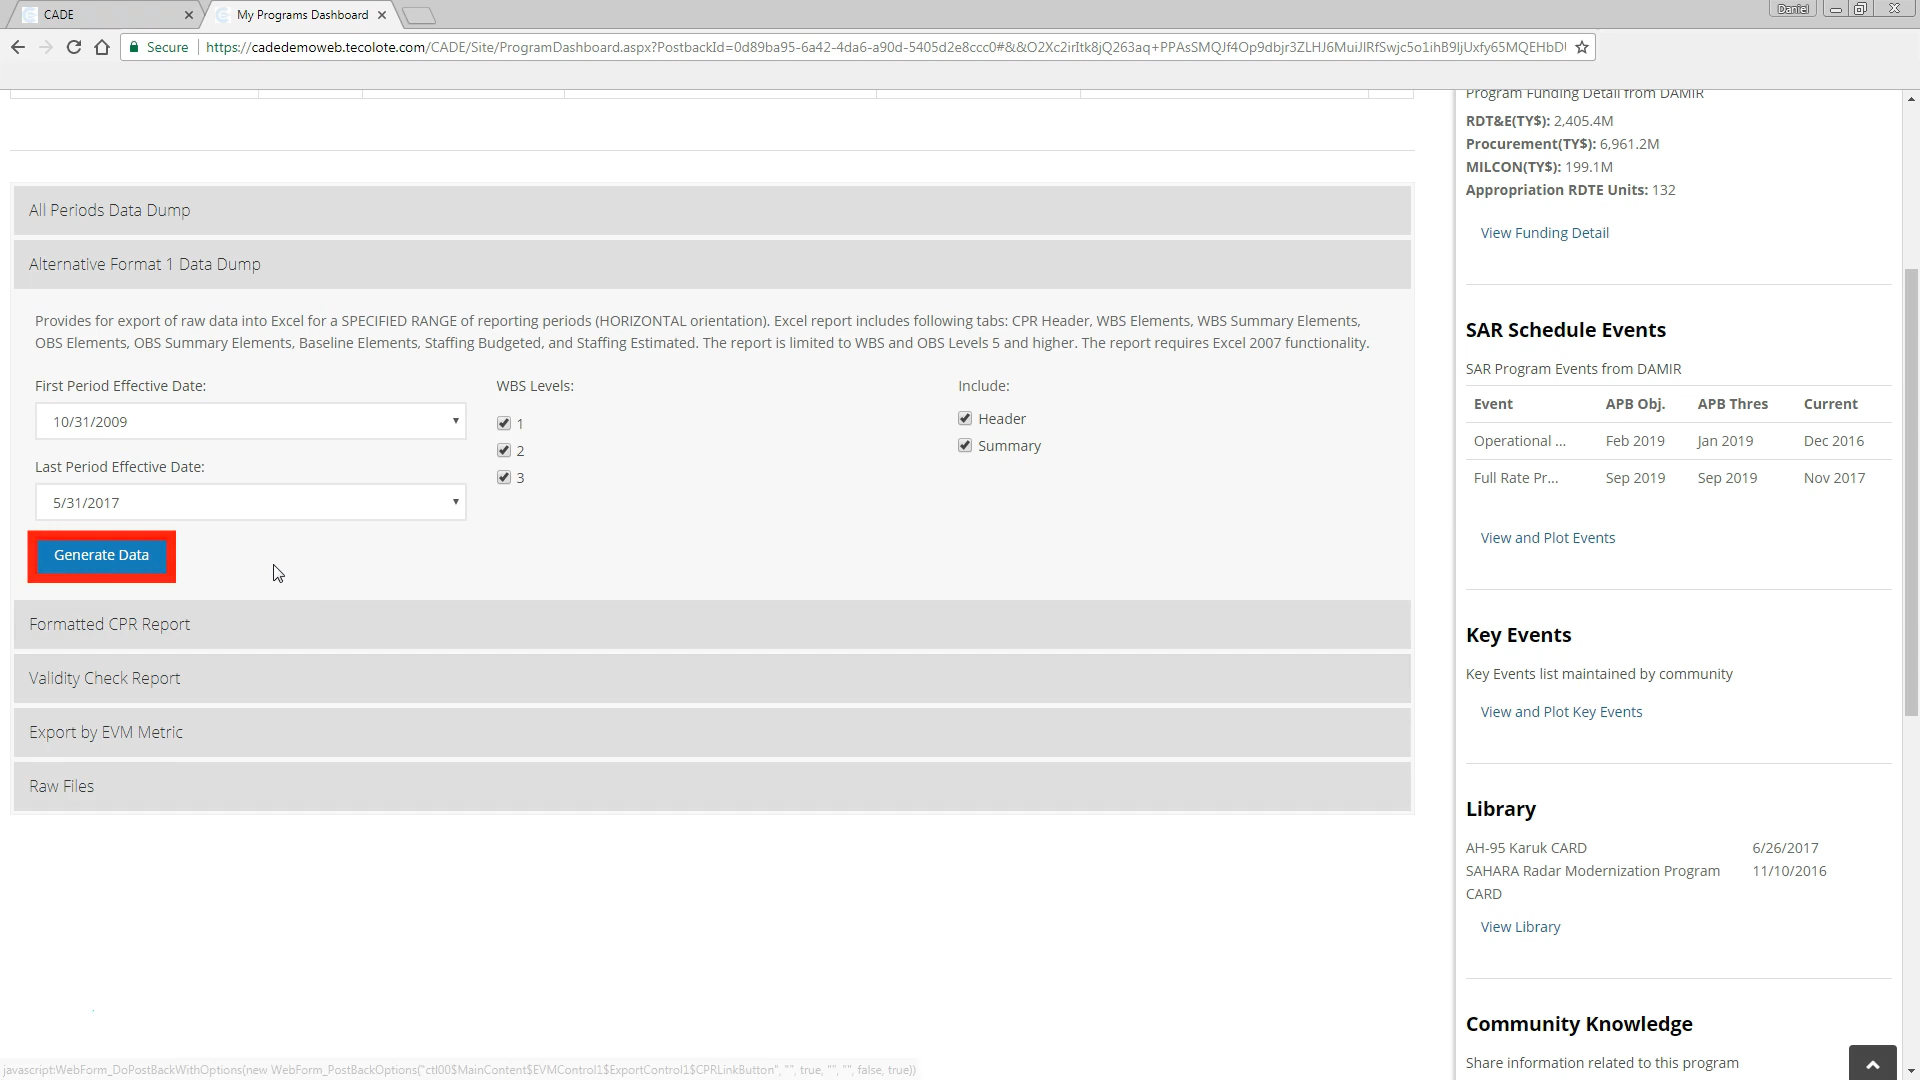 CADE
My Programs Dashboard
Daniel
Secure
https://cadedemoweb.tecolote.com/CADE/Site/ProgramDashboard.aspx?PostbackId=0d89ba95-6a42-4da6-a90d-5405d2e8ccc0#&&O2Xc2irItk8jQ263aq+PPAsSMQJf4Op9dbjr3ZLHJ6MuiJlRfSwjc5o1ihB9ljUxfy65MQEHbDU
All Periods Data Dump
Alternative Format 1 Data Dump
Provides for export of raw data into Excel for a SPECIFIED RANGE of reporting periods (HORIZONTAL orientation). Excel report includes following tabs: CPR Header, WBS Elements, WBS Summary Elements,
OBS Elements, OBS Summary Elements, Baseline Elements, Staffing Budgeted, and Staffing Estimated. The report is limited to WBS and OBS Levels 5 and higher. The report requires Excel 2007 functionality.
First Period Effective Date:
10/31/2009
Last Period Effective Date:
5/31/2017
Generate Data
WBS Levels:
1
2
3
Include:
Header
Summary
Formatted CPR Report
Validity Check Report
Export by EVM Metric
Raw Files
Program Funding Detail from DAMIR
RDT&E(TY$): 2,405.4M
Procurement(TY$): 6,961.2M
MILCON(TY$): 199.1M
Appropriation RDTE Units: 132
View Funding Detail
SAR Schedule Events
SAR Program Events from DAMIR
Event APB Obj. APB Thres Current
Operational ... Feb 2019 Jan 2019 Dec 2016
Full Rate Pr... Sep 2019 Sep 2019 Nov 2017
View and Plot Events
Key Events
Key Events list maintained by community
View and Plot Key Events
Library
AH-95 Karuk CARD 6/26/2017
SAHARA Radar Modernization Program 11/10/2016
CARD
View Library
Community Knowledge
Share information related to this program
javascript:WebForm_DoPostBackWithOptions(new WebForm_PostBackOptions("ctl00$MainContent$EVMControl1$ExportControl1$CPRLinkButton", "", true, "", "", false, true))